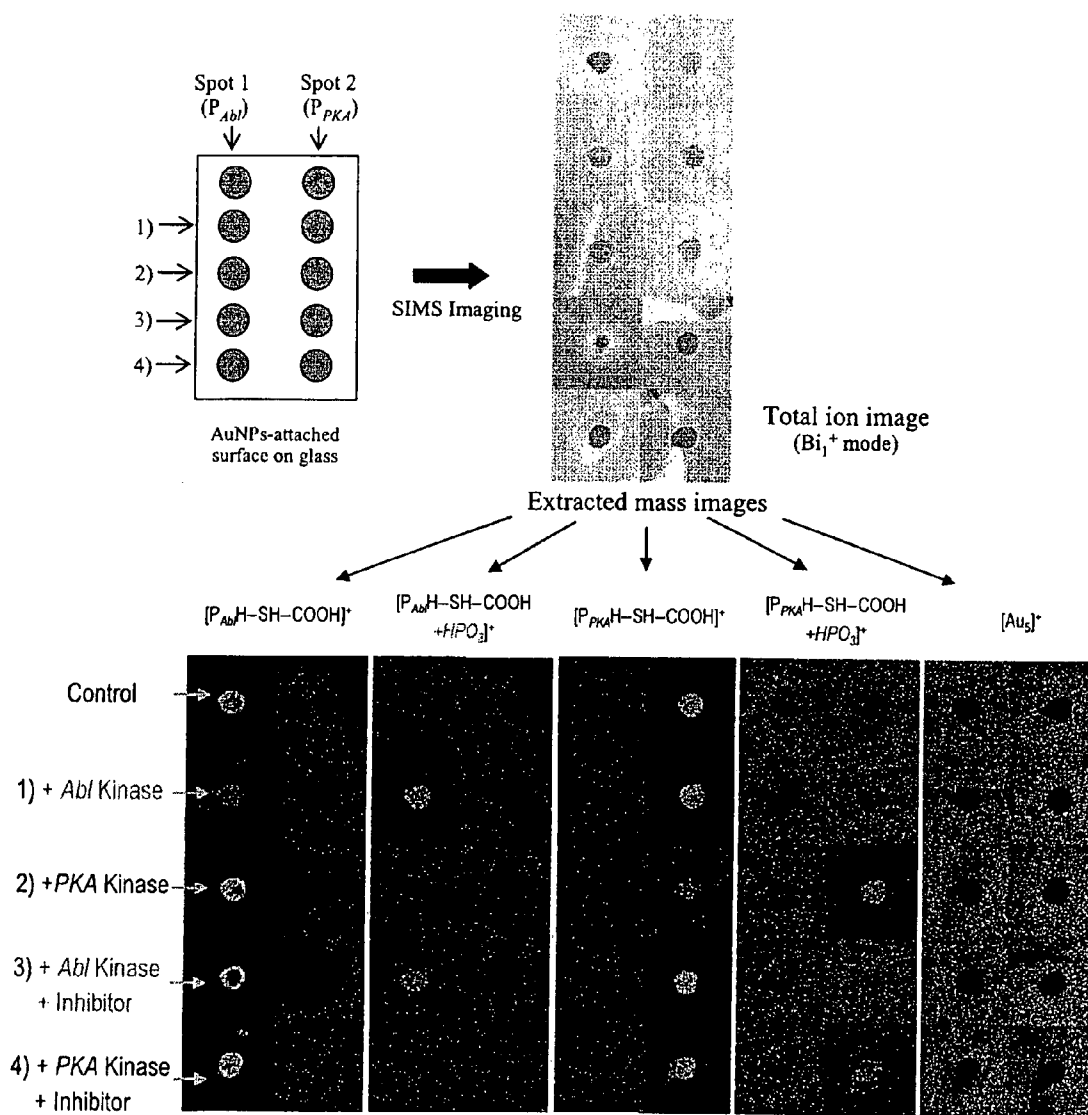 Spot 1
(P_Abl)
Spot 2
(P_PKA)
1)
2)
3)
4)
AuNPs-attached
surface on glass
SIMS Imaging
Total ion image
(Bi₁⁺ mode)
Extracted mass images
[P_AblH–SH–COOH]⁺
[P_AblH–SH–COOH
+HPO₃]⁺
[P_PKAH–SH–COOH]⁺
[P_PKAH–SH–COOH
+HPO₃]⁺
[Au₅]⁺
Control
1) + Abl Kinase
2) +PKA Kinase
3) + Abl Kinase
+ Inhibitor
4) + PKA Kinase
+ Inhibitor